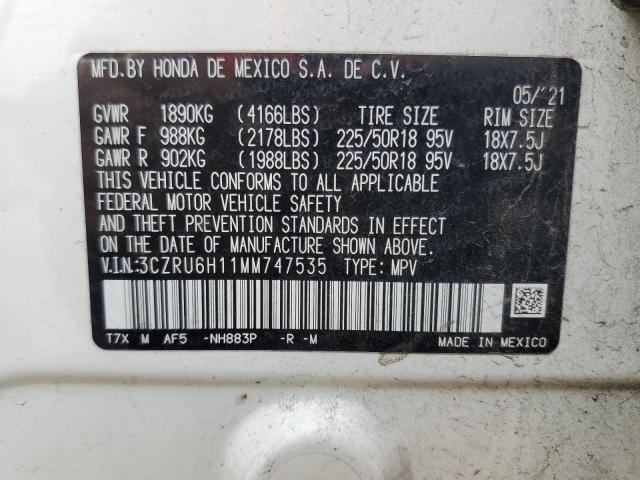 MFD.BY HONDA DE MEXICO S.A. DE C.V.
05/'21
GVWR 1890KG (4166LBS) TIRE SIZE RIM SIZE
GAWR F 988KG (2178LBS) 225/50R18 95V 18X7.5J
GAWR R 902KG (1988LBS) 225/50R18 95V 18X7.5J
THIS VEHICLE CONFORMS TO ALL APPLICABLE
FEDERAL MOTOR VEHICLE SAFETY
AND THEFT PREVENTION STANDARDS IN EFFECT
ON THE DATE OF MANUFACTURE SHOWN ABOVE.
V.I.N:3CZRU6H11MM747535 TYPE: MPV
T7X M AF5 -NH883P -R -M
MADE IN MEXICO